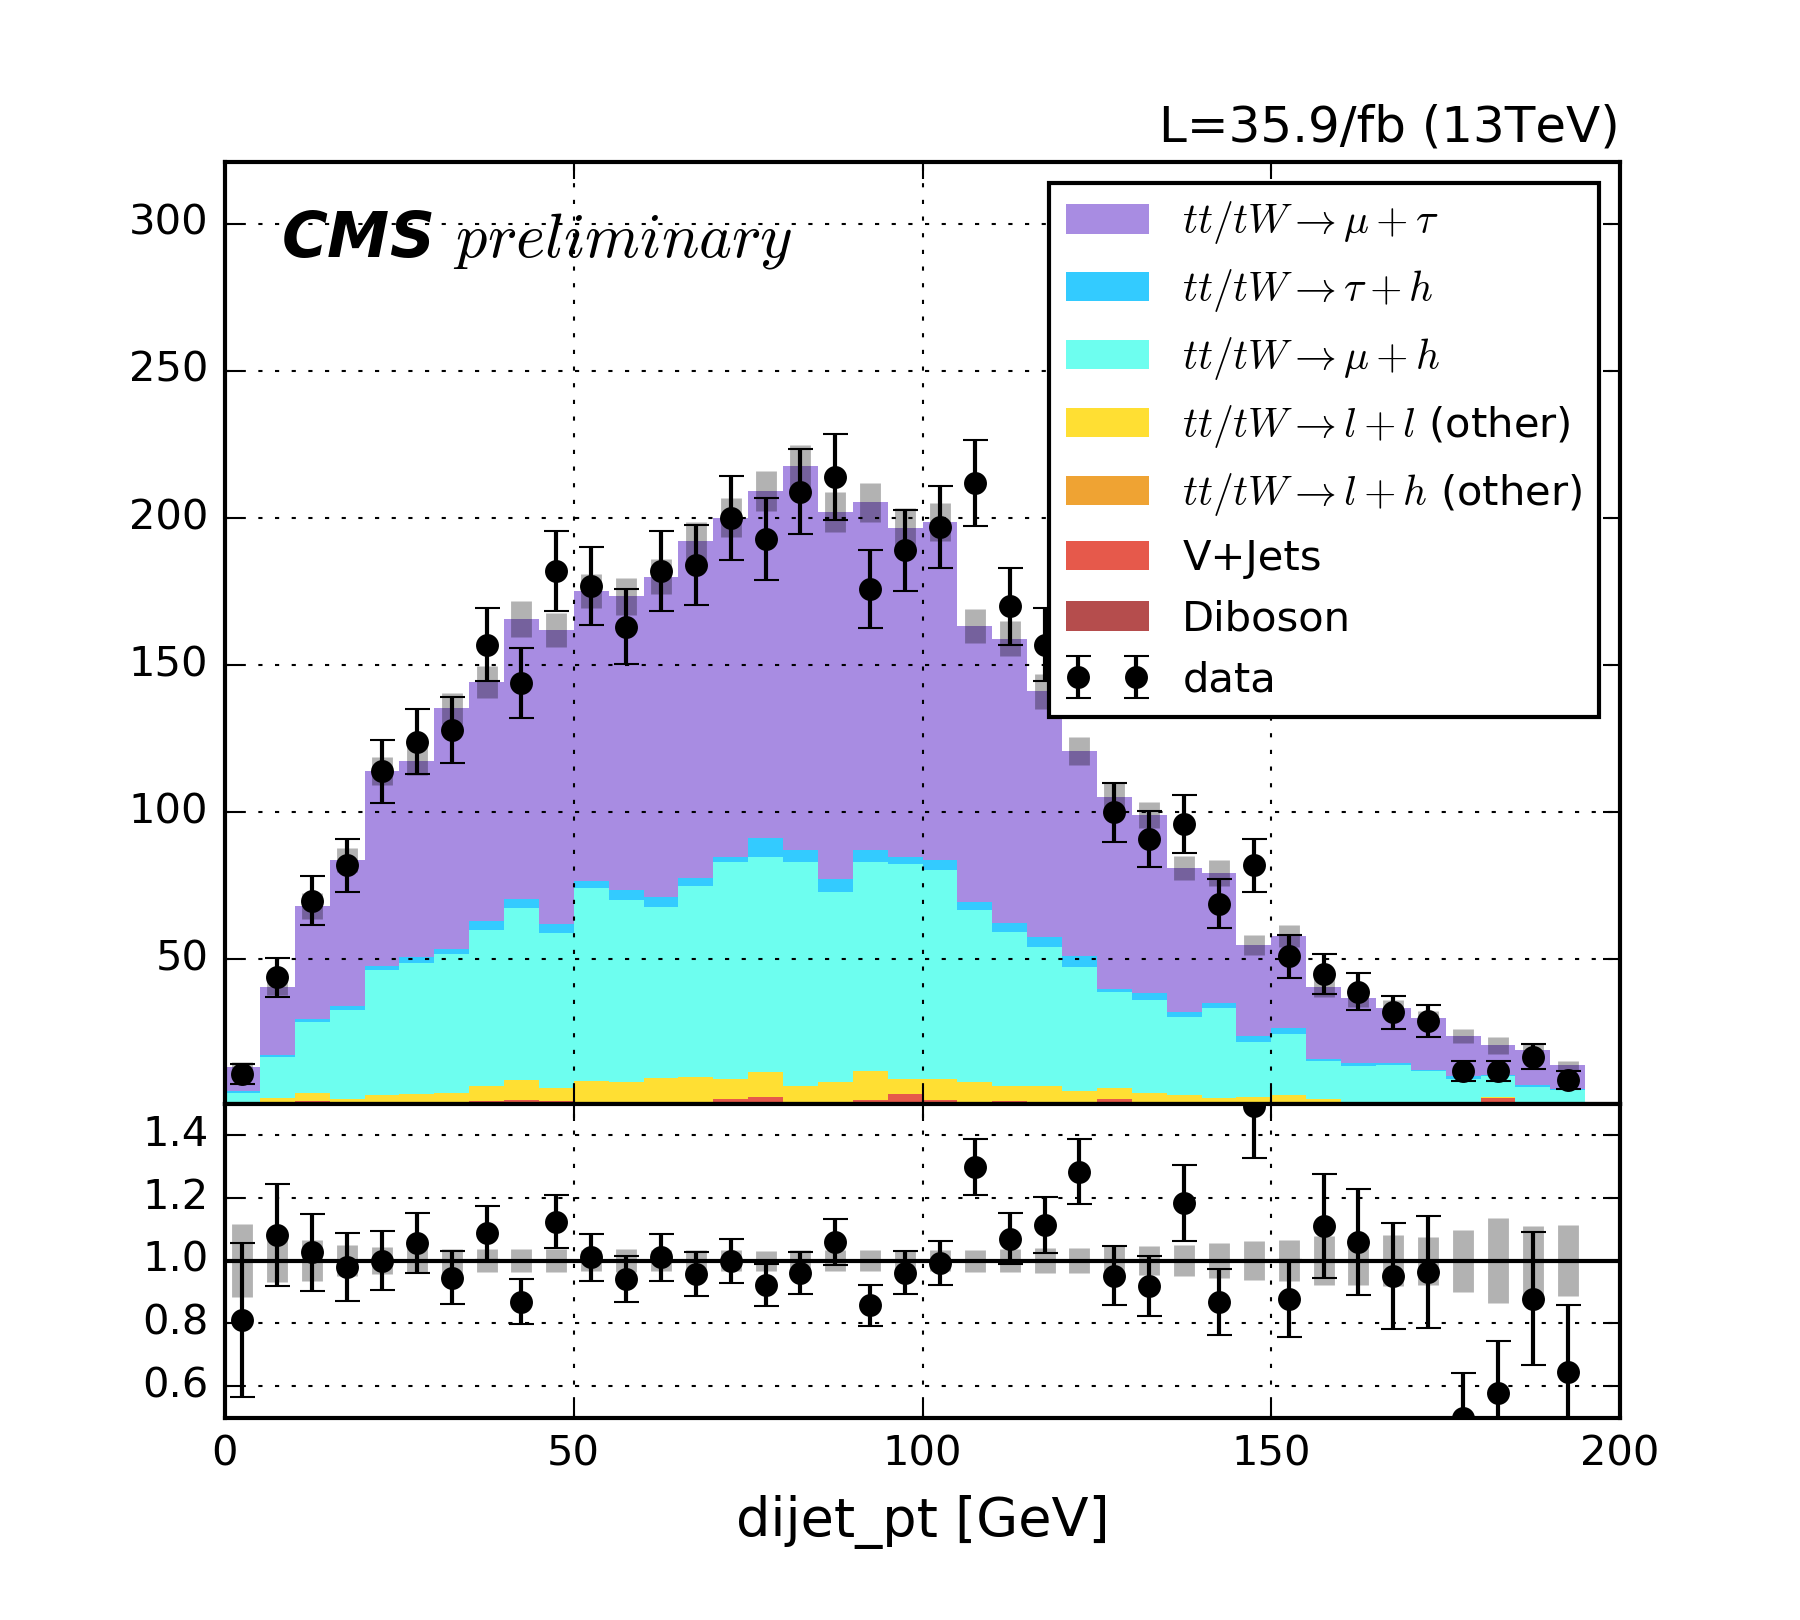 L=35.9/fb (13TeV)
CMS preliminary
300
250
200
150
100
50
tt/tW→μ+τ
tt/tW→τ+h
tt/tW→μ+h
tt/tW→l+l (other)
tt/tW→l+h (other)
V+Jets
Diboson
data
1.4
1.2
1.0
0.8
0.6
0 50 100 150 200
dijet_pt [GeV]